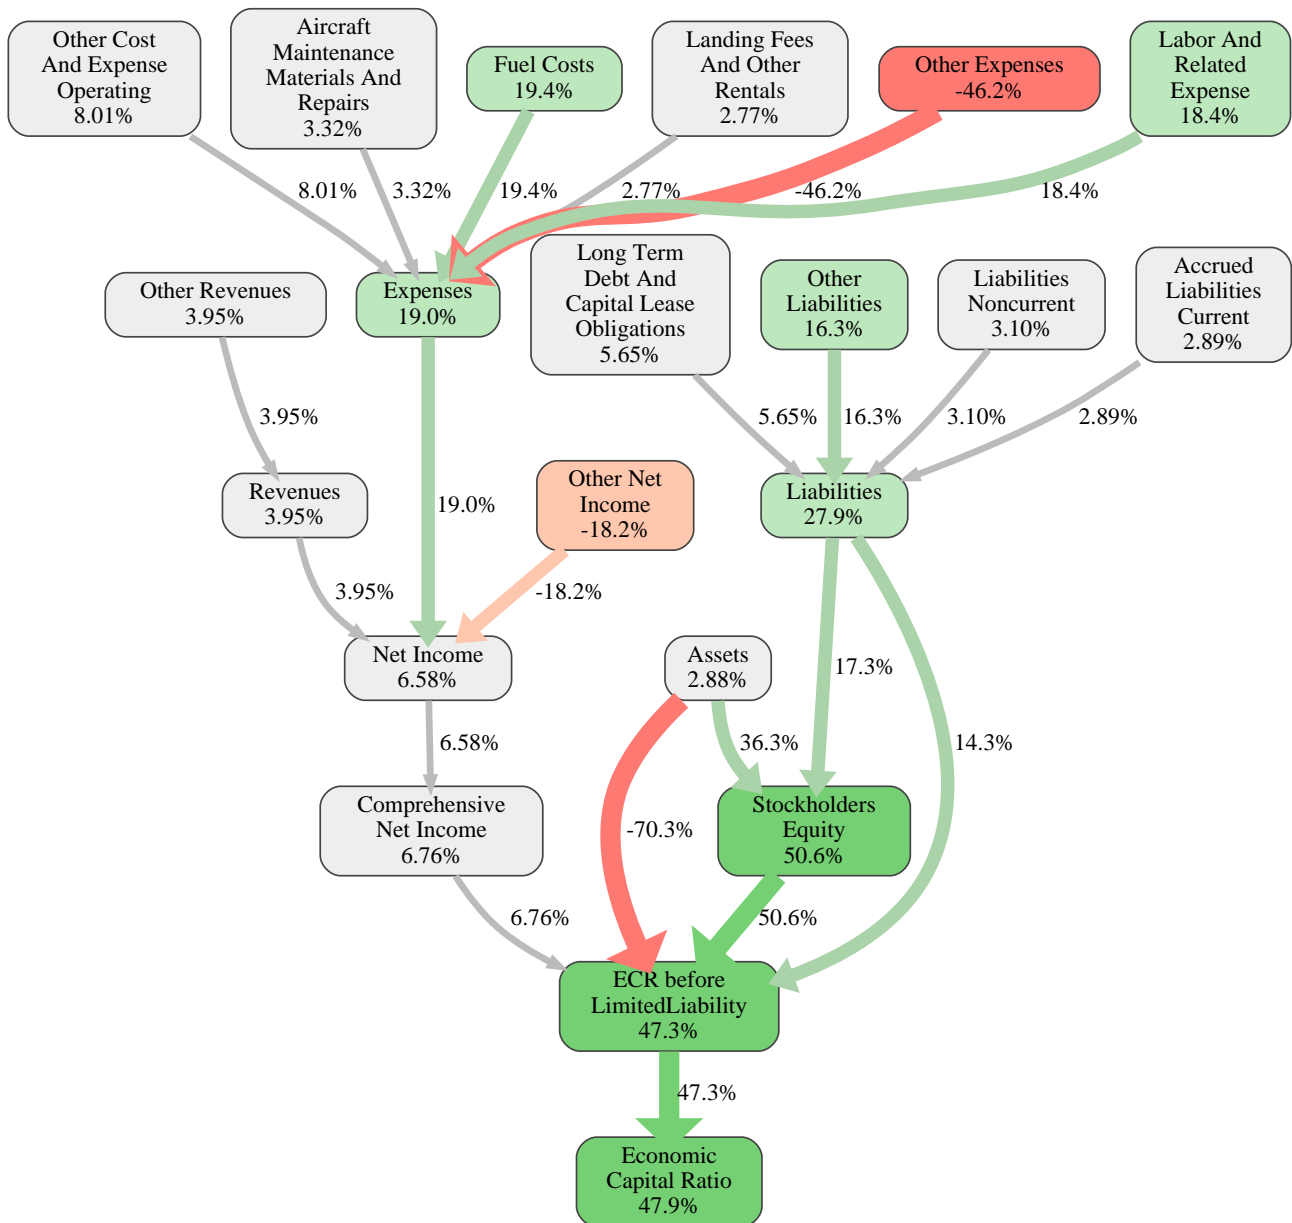 Other Cost
And Expense
Operating
8.01%
Aircraft
Maintenance
Materials And
Repairs
3.32%
Fuel Costs
19.4%
Landing Fees
And Other
Rentals
2.77%
Other Expenses
-46.2%
Labor And
Related
Expense
18.4%
8.01%
3.32%
19.4%
2.77%
-46.2%
18.4%
Other Revenues
3.95%
Expenses
19.0%
Long Term
Debt And
Capital Lease
Obligations
5.65%
Other
Liabilities
16.3%
Liabilities
Noncurrent
3.10%
Accrued
Liabilities
Current
2.89%
3.95%
5.65%
16.3%
3.10%
2.89%
Revenues
3.95%
19.0%
Other Net
Income
-18.2%
Liabilities
27.9%
3.95%
-18.2%
Net Income
6.58%
Assets
2.88%
17.3%
6.58%
36.3%
14.3%
Comprehensive
Net Income
6.76%
-70.3%
Stockholders
Equity
50.6%
6.76%
50.6%
ECR before
LimitedLiability
47.3%
47.3%
Economic
Capital Ratio
47.9%